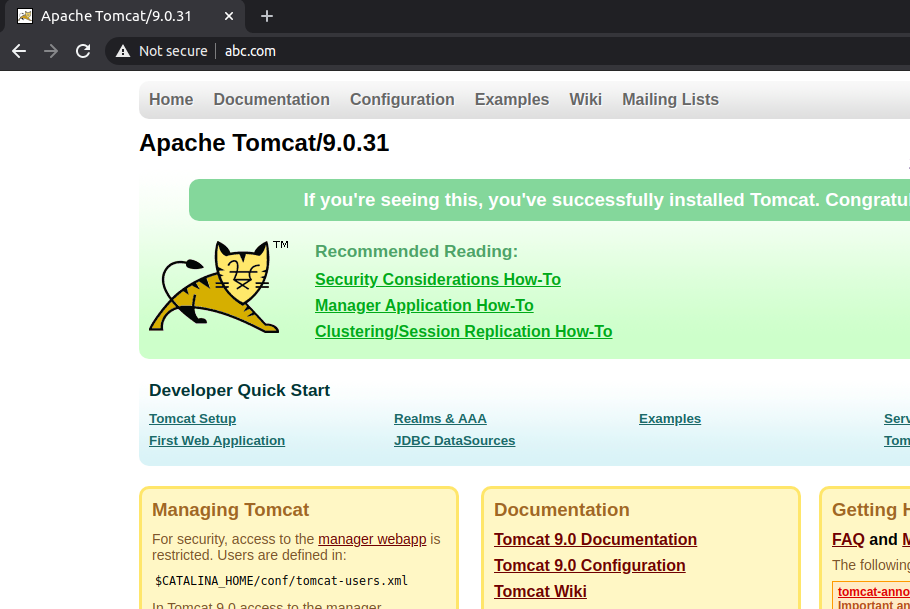 Apache Tomcat/9.0.31
Not secure abc.com
Home Documentation Configuration Examples Wiki Mailing Lists
Apache Tomcat/9.0.31
If you're seeing this, you've successfully installed Tomcat. Congratu
TM
Recommended Reading:
Security Considerations How-To
Manager Application How-To
Clustering/Session Replication How-To
Developer Quick Start
Tomcat Setup Realms & AAA Examples Serv
First Web Application JDBC DataSources Tom
Managing Tomcat
For security, access to the manager webapp is
restricted. Users are defined in:
$CATALINA_HOME/conf/tomcat-users.xml
In Tomcat 9.0 access to the manager
Documentation
Tomcat 9.0 Documentation
Tomcat 9.0 Configuration
Tomcat Wiki
Getting H
FAQ and M
The following
tomcat-anno
Important an